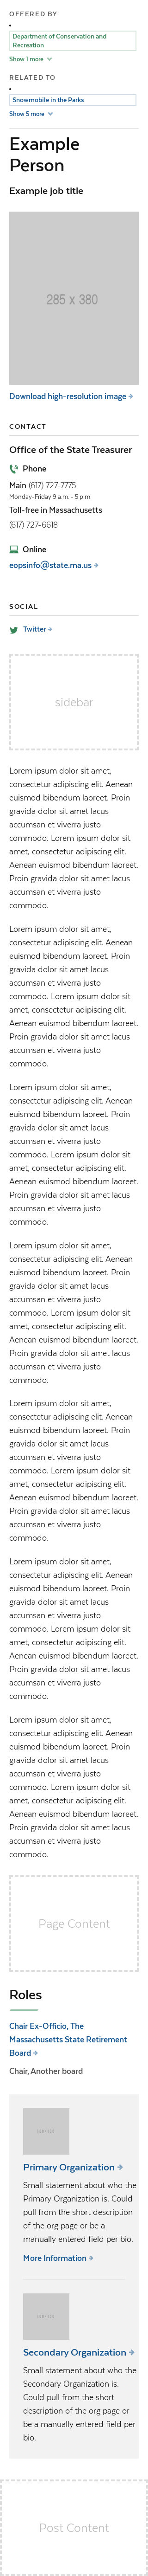 OFFERED BY
Department of Conservation and
Recreation
Show 1 more
RELATED TO
Snowmobile in the Parks
Show 5 more
Example
Person
Example job title
285 x 380
Download high-resolution image
CONTACT
Office of the State Treasurer
Phone
Main (617) 727-7775
Monday-Friday 9 a.m. - 5 p.m.
Toll-free in Massachusetts
(617) 727-6618
Online
eopsinfo@state.ma.us
SOCIAL
Twitter
sidebar
Lorem ipsum dolor sit amet,
consectetur adipiscing elit. Aenean
euismod bibendum laoreet. Proin
gravida dolor sit amet lacus
accumsan et viverra justo
commodo. Lorem ipsum dolor sit
amet, consectetur adipiscing elit.
Aenean euismod bibendum laoreet.
Proin gravida dolor sit amet lacus
accumsan et viverra justo
commodo.
Lorem ipsum dolor sit amet,
consectetur adipiscing elit. Aenean
euismod bibendum laoreet. Proin
gravida dolor sit amet lacus
accumsan et viverra justo
commodo. Lorem ipsum dolor sit
amet, consectetur adipiscing elit.
Aenean euismod bibendum laoreet.
Proin gravida dolor sit amet lacus
accumsan et viverra justo
commodo.
Lorem ipsum dolor sit amet,
consectetur adipiscing elit. Aenean
euismod bibendum laoreet. Proin
gravida dolor sit amet lacus
accumsan et viverra justo
commodo. Lorem ipsum dolor sit
amet, consectetur adipiscing elit.
Aenean euismod bibendum laoreet.
Proin gravida dolor sit amet lacus
accumsan et viverra justo
commodo.
Lorem ipsum dolor sit amet,
consectetur adipiscing elit. Aenean
euismod bibendum laoreet. Proin
gravida dolor sit amet lacus
accumsan et viverra justo
commodo. Lorem ipsum dolor sit
amet, consectetur adipiscing elit.
Aenean euismod bibendum laoreet.
Proin gravida dolor sit amet lacus
accumsan et viverra justo
commodo.
Lorem ipsum dolor sit amet,
consectetur adipiscing elit. Aenean
euismod bibendum laoreet. Proin
gravida dolor sit amet lacus
accumsan et viverra justo
commodo. Lorem ipsum dolor sit
amet, consectetur adipiscing elit.
Aenean euismod bibendum laoreet.
Proin gravida dolor sit amet lacus
accumsan et viverra justo
commodo.
Lorem ipsum dolor sit amet,
consectetur adipiscing elit. Aenean
euismod bibendum laoreet. Proin
gravida dolor sit amet lacus
accumsan et viverra justo
commodo. Lorem ipsum dolor sit
amet, consectetur adipiscing elit.
Aenean euismod bibendum laoreet.
Proin gravida dolor sit amet lacus
accumsan et viverra justo
commodo.
Lorem ipsum dolor sit amet,
consectetur adipiscing elit. Aenean
euismod bibendum laoreet. Proin
gravida dolor sit amet lacus
accumsan et viverra justo
commodo. Lorem ipsum dolor sit
amet, consectetur adipiscing elit.
Aenean euismod bibendum laoreet.
Proin gravida dolor sit amet lacus
accumsan et viverra justo
commodo.
Page Content
Roles
Chair Ex-Officio, The
Massachusetts State Retirement
Board
Chair, Another board
Primary Organization
Small statement about who the
Primary Organization is. Could
pull from the short description
of the org page or be a
manually entered field per bio.
More Information
Secondary Organization
Small statement about who the
Secondary Organization is.
Could pull from the short
description of the org page or
be a manually entered field per
bio.
Post Content